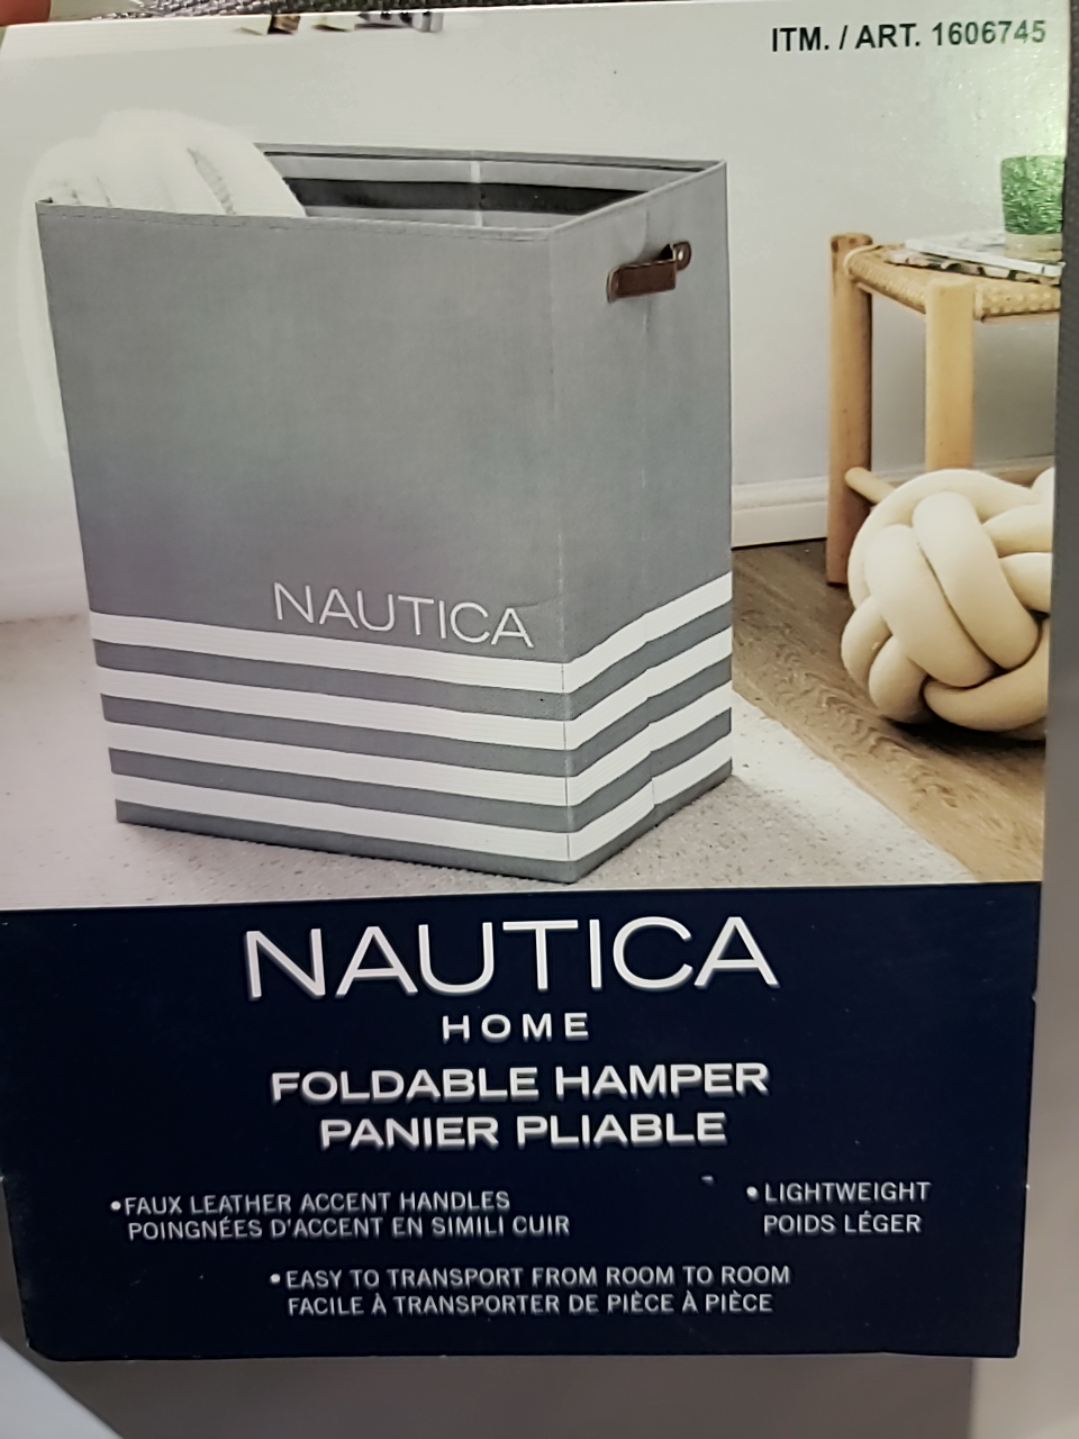 ITM. / ART. 1606745
NAUTICA
NAUTICA
HOME
FOLDABLE HAMPER
PANIER PLIABLE
•FAUX LEATHER ACCENT HANDLES
POINGNÉES D'ACCENT EN SIMILI CUIR
•LIGHTWEIGHT
POIDS LÉGER
•EASY TO TRANSPORT FROM ROOM TO ROOM
FACILE À TRANSPORTER DE PIÈCE À PIÈCE